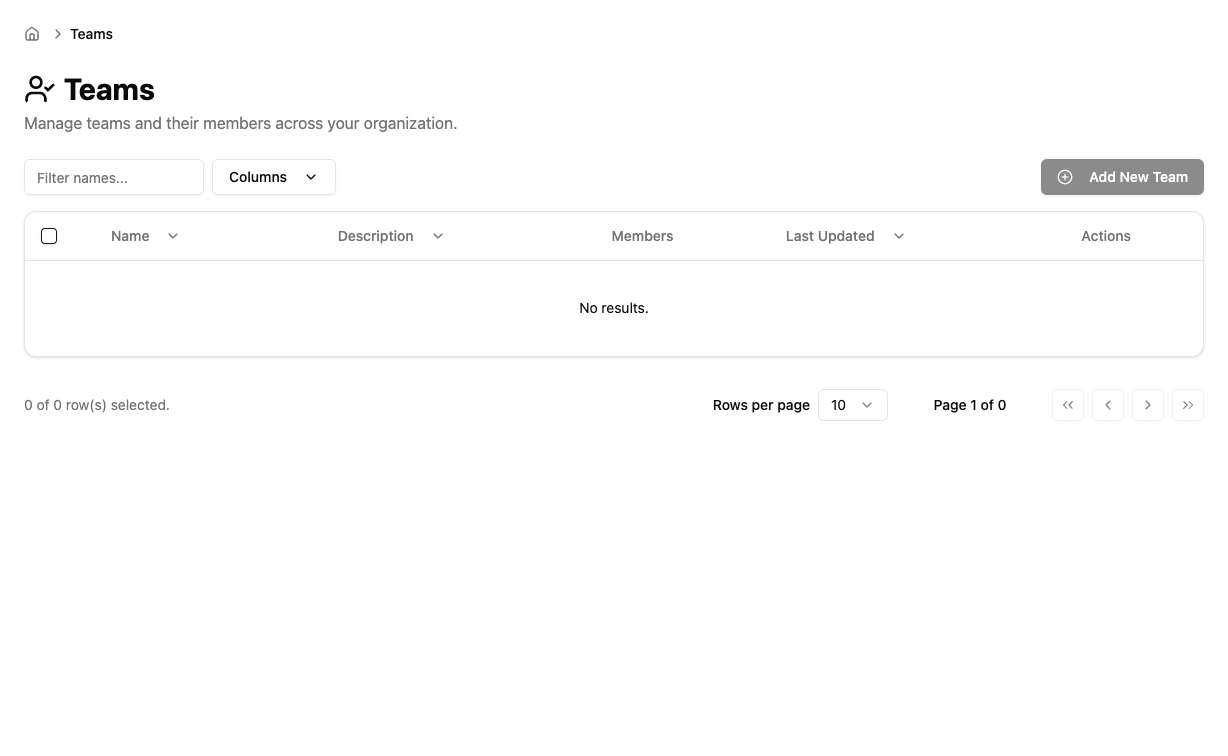 Teams
Teams
Manage teams and their members across your organization.
Filter names...
Columns
Add New Team
Name
Description
Members
Last Updated
Actions
No results.
0 of 0 row(s) selected.
Rows per page
10
Page 1 of 0